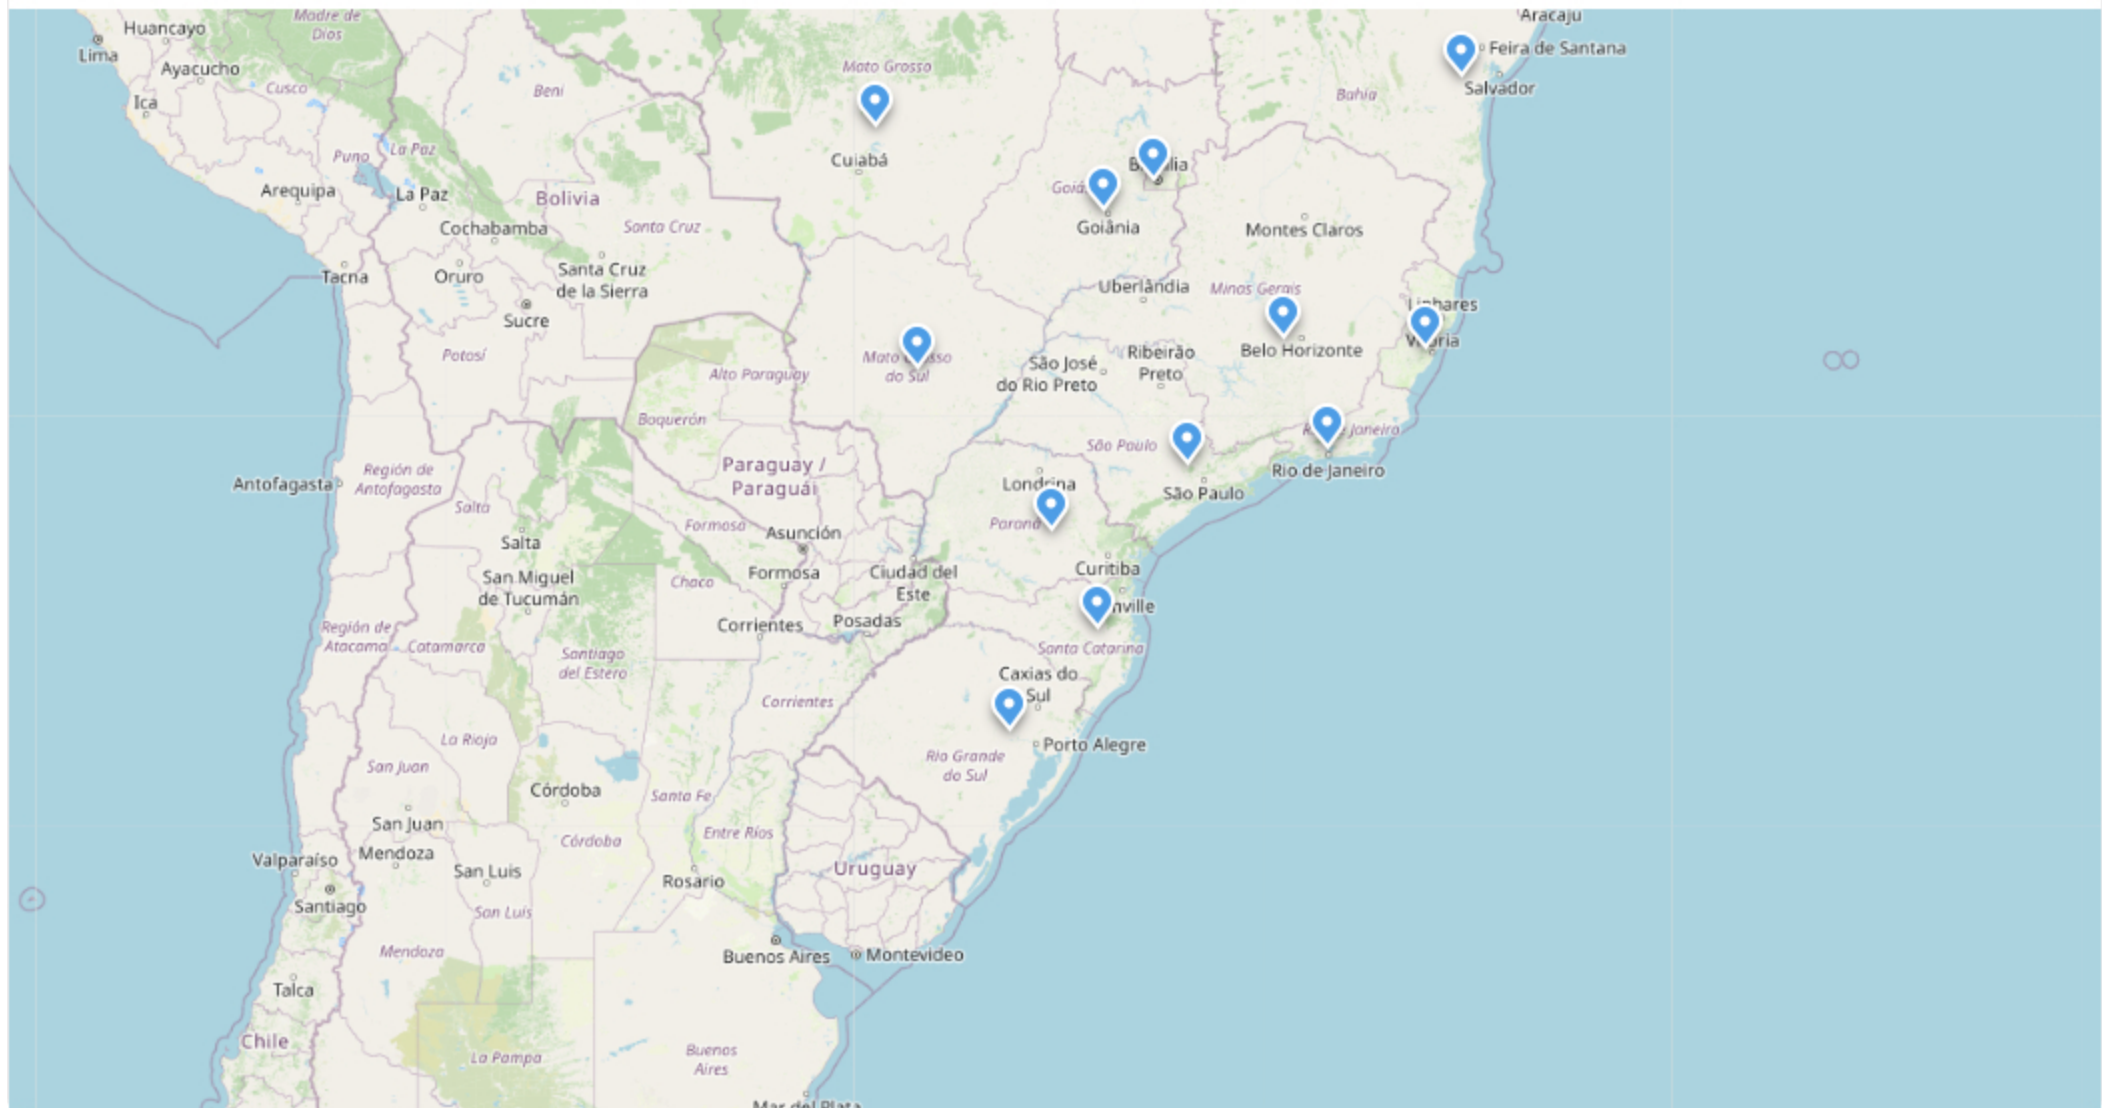 Aracaju
Madre de
Dios
Huancayo
Lima
Ayacucho
Feira de Santana
Mato Grosso
Cusco
Beni
Salvador
Bahia
Ica
Puno
La Paz
Cuiabá
Goiânia
Arequipa
La Paz
Bolivia
Cochabamba
Santa Cruz
Montes Claros
Tacna
Oruro
Santa Cruz
de la Sierra
Uberlândia
Minas Gerais
Sucre
Potosí
Belo Horizonte
Ribeirão
Preto
São José
do Rio Preto
do Sul
Alto Paraguay
Boquerón
São Paulo
Paraguay /
Paraguái
Rio de Janeiro
Región de
Antofagasta
Antofagasta
Londrina
São Paulo
Salta
Paraná
Formosa
Asunción
Salta
Curitiba
San Miguel
de Tucumán
Chaco
Formosa
Ciudad del
Este
Corrientes
Posadas
Región de
Atacama
Catamarca
Santiago
del Estero
Santa Catarina
Caxias do
Sul
Corrientes
La Rioja
Porto Alegre
San Juan
Rio Grande
do Sul
Córdoba
Santa Fe
San Juan
Entre Ríos
Córdoba
Valparaíso
Mendoza
San Luis
Rosario
Uruguay
Santiago
San Luis
Mendoza
Buenos Aires
Montevideo
Talca
Chile
La Pampa
Buenos
Aires
Mar del Plata